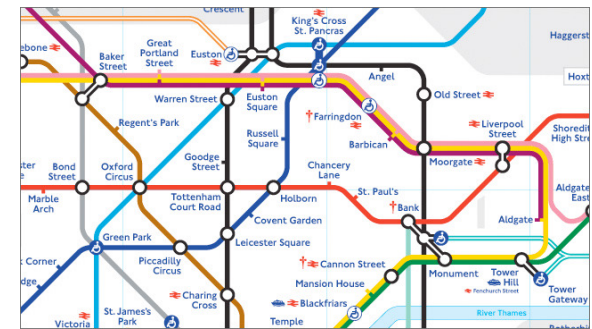 Crescent
King's Cross
St. Pancras
Haggerst
ebone
Great
Portland
Street
Baker
Street
Euston
Angel
Hoxt
Warren Street
Euston
Square
Old Street
Farringdon
Liverpool
Street
Regent's Park
Russell
Square
Barbican
Shoredit
High Stre
Moorgate
Bond
Street
Oxford
Circus
Goodge
Street
Chancery
Lane
ster
te
Marble
Arch
Tottenham
Court Road
Holborn
St. Paul's
Aldgate
East
Bank
Covent Garden
Aldgate
Green Park
Leicester Square
k Corner
Piccadilly
Circus
Cannon Street
Monument
Tower
Hill
Fenchurch Street
dge
Mansion House
Tower
Gateway
St. James's
Park
Charing
Cross
Blackfriars
Victoria
Temple
River Thames